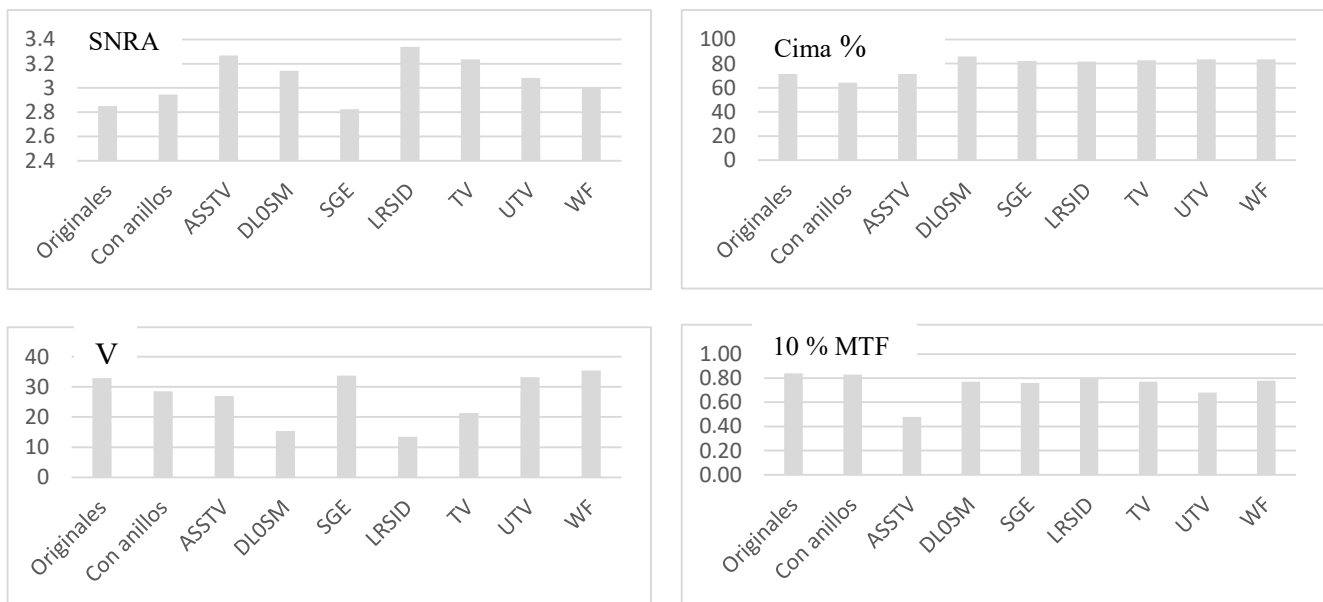 SNRA
3.4
3.2
3
2.8
2.6
2.4
Originales
Con anillos
ASSTV
DL0SM
SGE
LRSID
TV
UTV
WF
Cima %
100
80
60
40
20
0
Originales
Con anillos
ASSTV
DL0SM
SGE
LRSID
TV
UTV
WF
V
40
30
20
10
0
Originales
Con anillos
ASSTV
DL0SM
SGE
LRSID
TV
UTV
WF
10 % MTF
1.00
0.80
0.60
0.40
0.20
0.00
Originales
Con anillos
ASSTV
DL0SM
SGE
LRSID
TV
UTV
WF